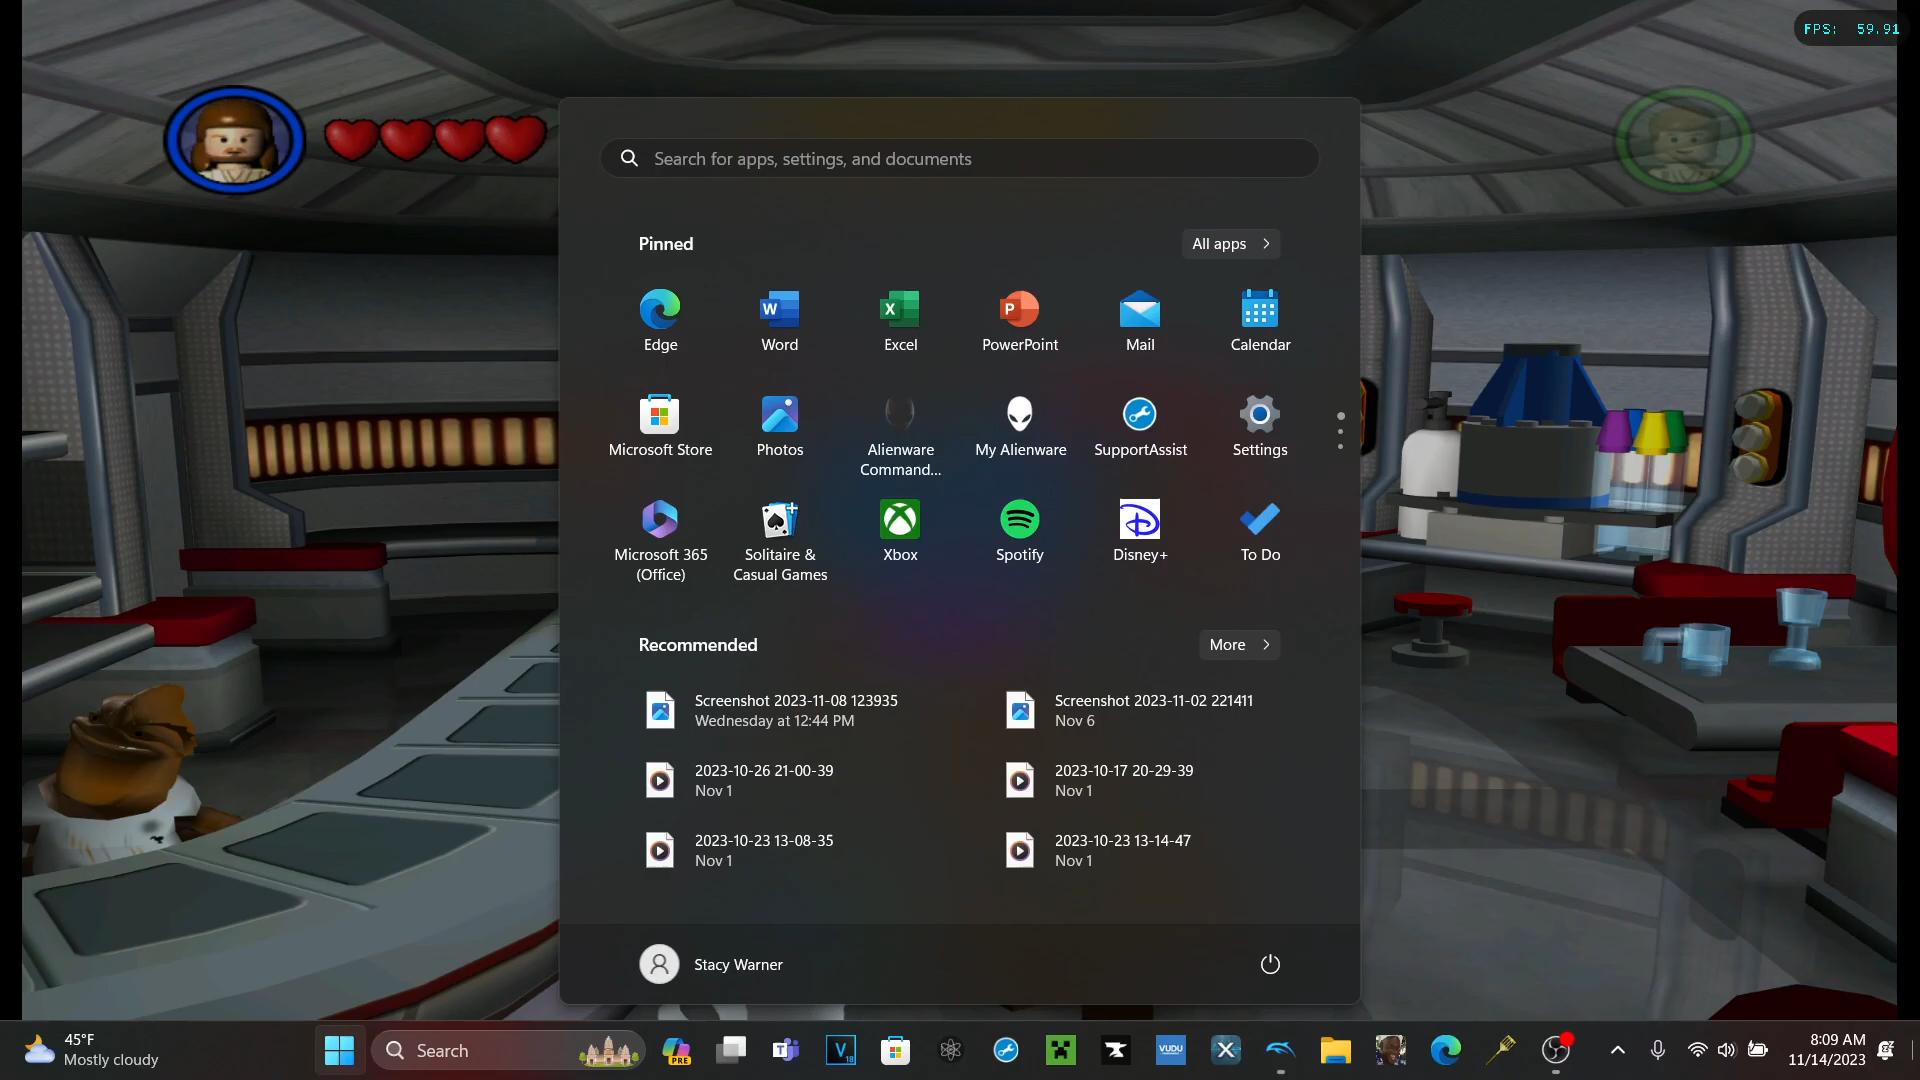 FPS: 59.91
Search for apps, settings, and documents
Pinned
All apps
Edge
Word
Excel
PowerPoint
Mail
Calendar
Microsoft Store
Photos
Alienware
Command...
My Alienware
SupportAssist
Settings
Microsoft 365
(Office)
Solitaire &
Casual Games
Xbox
Spotify
Disney+
To Do
Recommended
More
Screenshot 2023-11-08 123935
Wednesday at 12:44 PM
Screenshot 2023-11-02 221411
Nov 6
2023-10-26 21-00-39
Nov 1
2023-10-17 20-29-39
Nov 1
2023-10-23 13-08-35
Nov 1
2023-10-23 13-14-47
Nov 1
Stacy Warner
45°F
Mostly cloudy
Search
PRE
V
18
VUDU
8:09 AM
11/14/2023